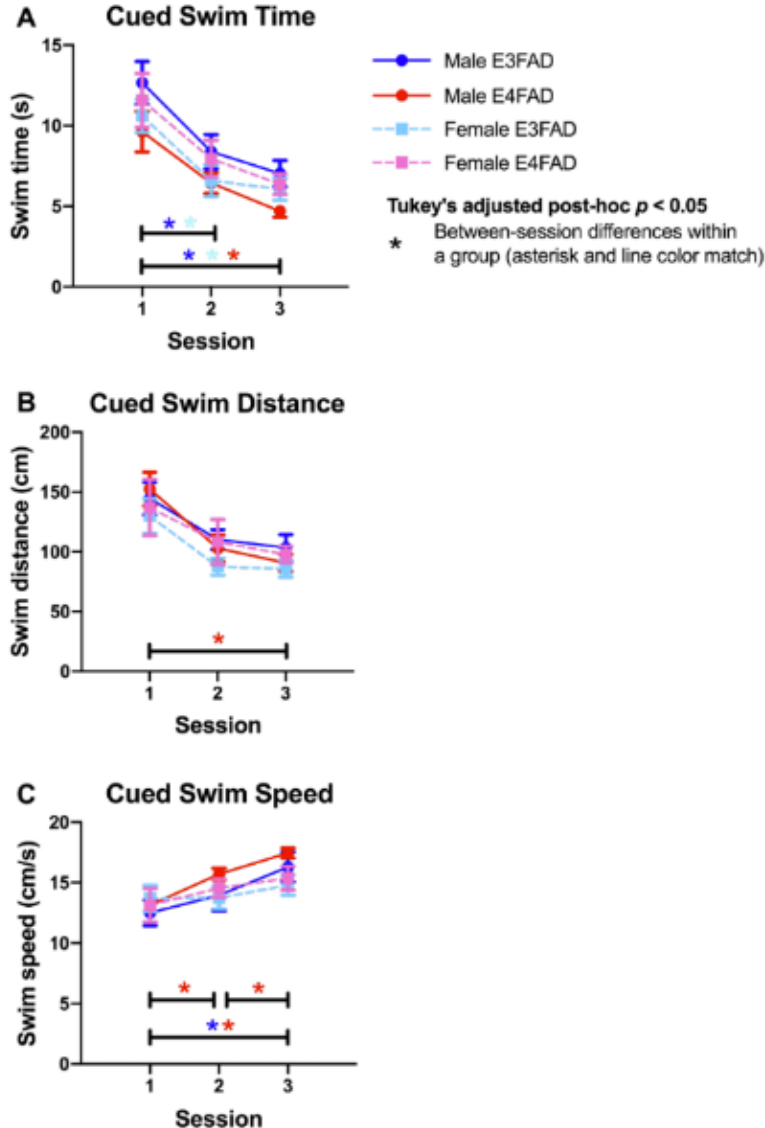 A Cued Swim Time
15
10
5
0
Swim time (s)
* *
* * *
1 2 3
Session
Male E3FAD
Male E4FAD
Female E3FAD
Female E4FAD
Tukey's adjusted post-hoc p < 0.05
* Between-session differences within
a group (asterisk and line color match)
B Cued Swim Distance
200
150
100
50
0
Swim distance (cm)
*
1 2 3
Session
C Cued Swim Speed
20
15
10
5
0
Swim speed (cm/s)
* *
* *
1 2 3
Session